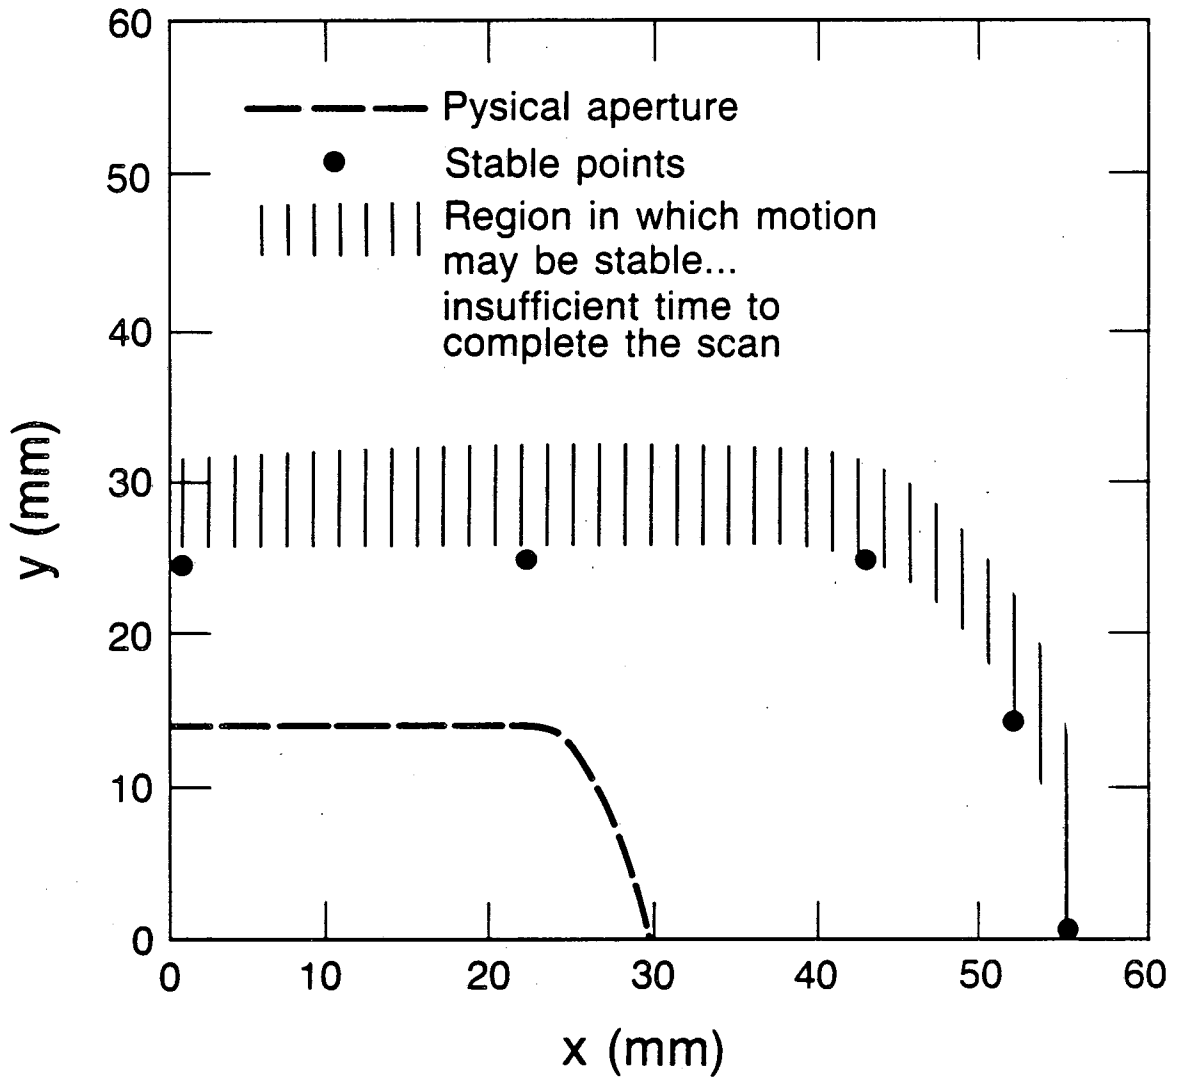 60
50
40
30
20
10
0
Pysical aperture
Stable points
Region in which motion
may be stable...
insufficient time to
complete the scan
y (mm)
0 10 20 30 40 50 60
x (mm)